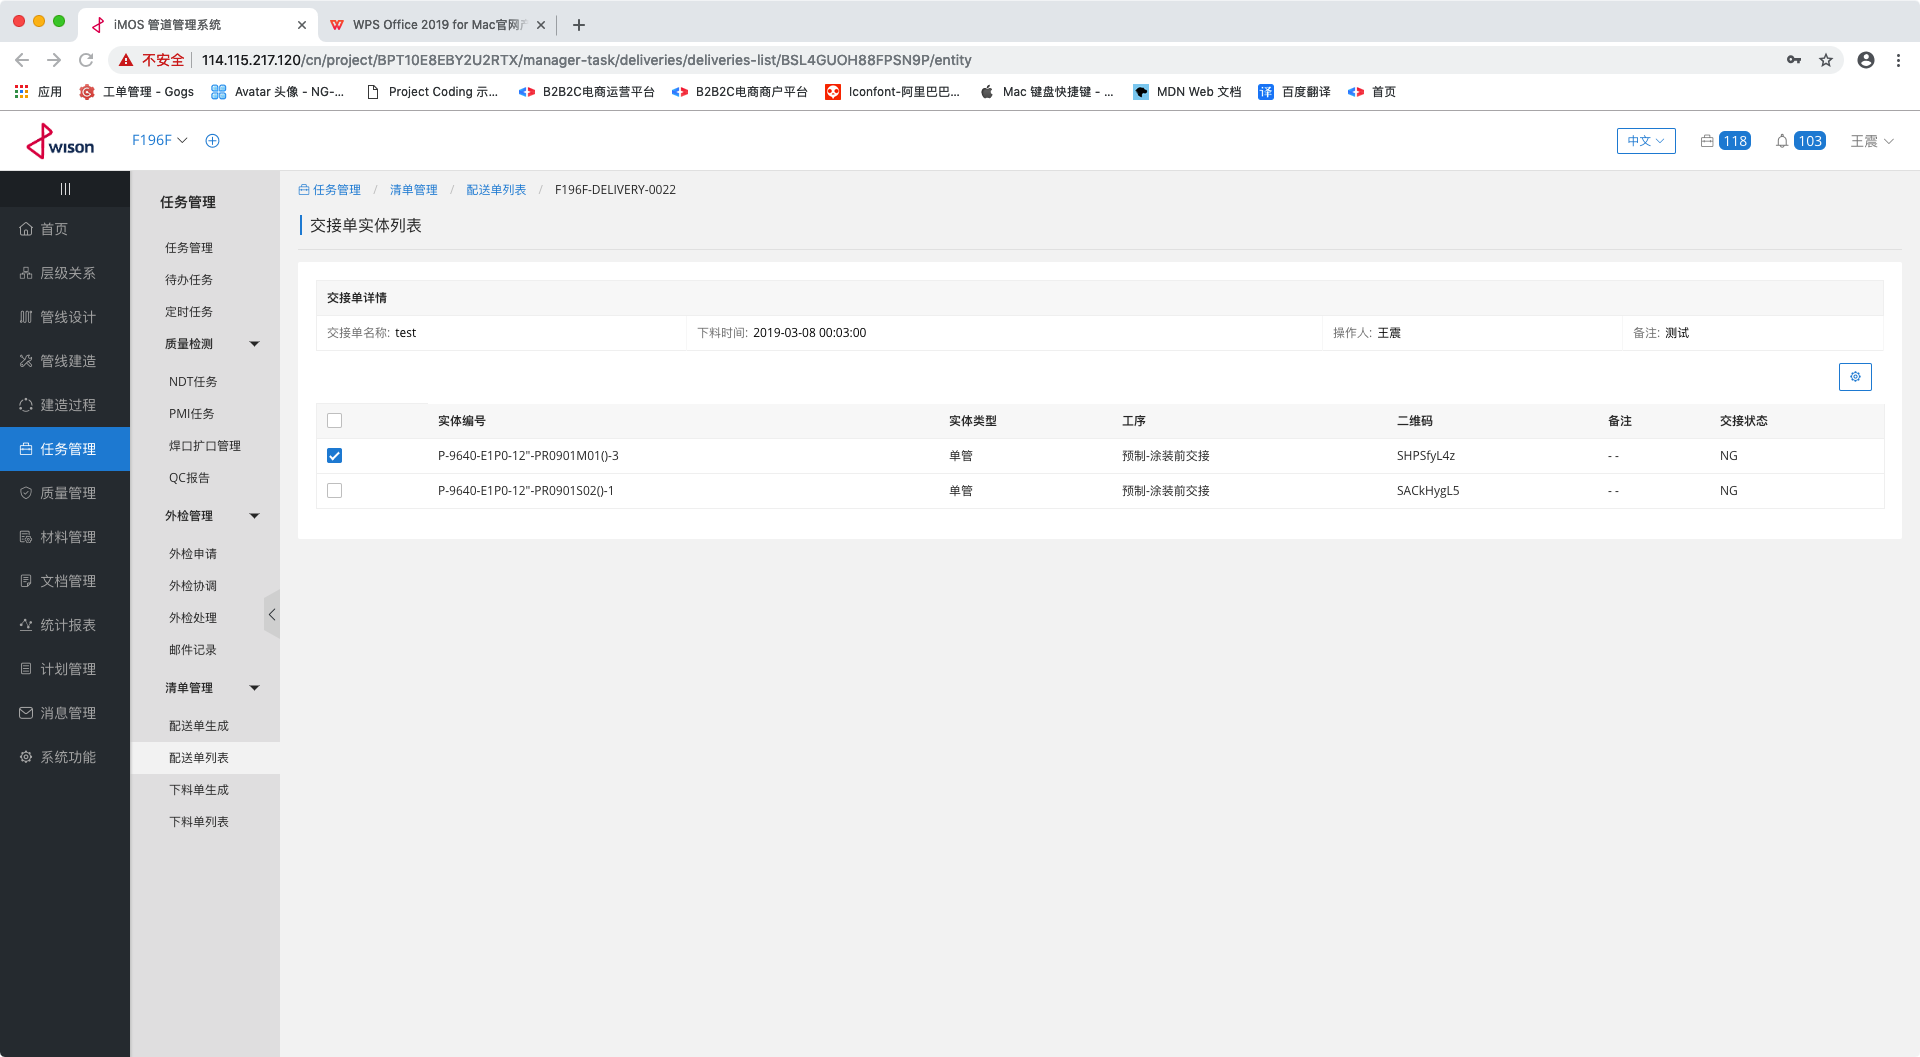 iMOS 管道管理系统
WPS Office 2019 for Mac官网
不安全
114.115.217.120/cn/project/BPT10E8EBY2U2RTX/manager-task/deliveries/deliveries-list/BSL4GUOH88FPSN9P/entity
应用
工单管理 - Gogs
Avatar 头像 - NG-...
Project Coding 示...
B2B2C电商运营平台
B2B2C电商商户平台
Iconfont-阿里巴巴...
Mac 键盘快捷键 - ...
MDN Web 文档
译 百度翻译
首页
wison
F196F
中文
118
103
王震
首页
层级关系
管线设计
管线建造
建造过程
任务管理
质量管理
材料管理
文档管理
统计报表
计划管理
消息管理
系统功能
任务管理
任务管理
待办任务
定时任务
质量检测
NDT任务
PMI任务
焊口扩口管理
QC报告
外检管理
外检申请
外检协调
外检处理
邮件记录
清单管理
配送单生成
配送单列表
下料单生成
下料单列表
任务管理 / 清单管理 / 配送单列表 / F196F-DELIVERY-0022
交接单实体列表
交接单详情
交接单名称: test 下料时间: 2019-03-08 00:03:00 操作人: 王震 备注: 测试
实体编号 实体类型 工序 二维码 备注 交接状态
P-9640-E1P0-12"-PR0901M01()-3 单管 预制-涂装前交接 SHPSfyL4z - - NG
P-9640-E1P0-12"-PR0901S02()-1 单管 预制-涂装前交接 SACkHygL5 - - NG